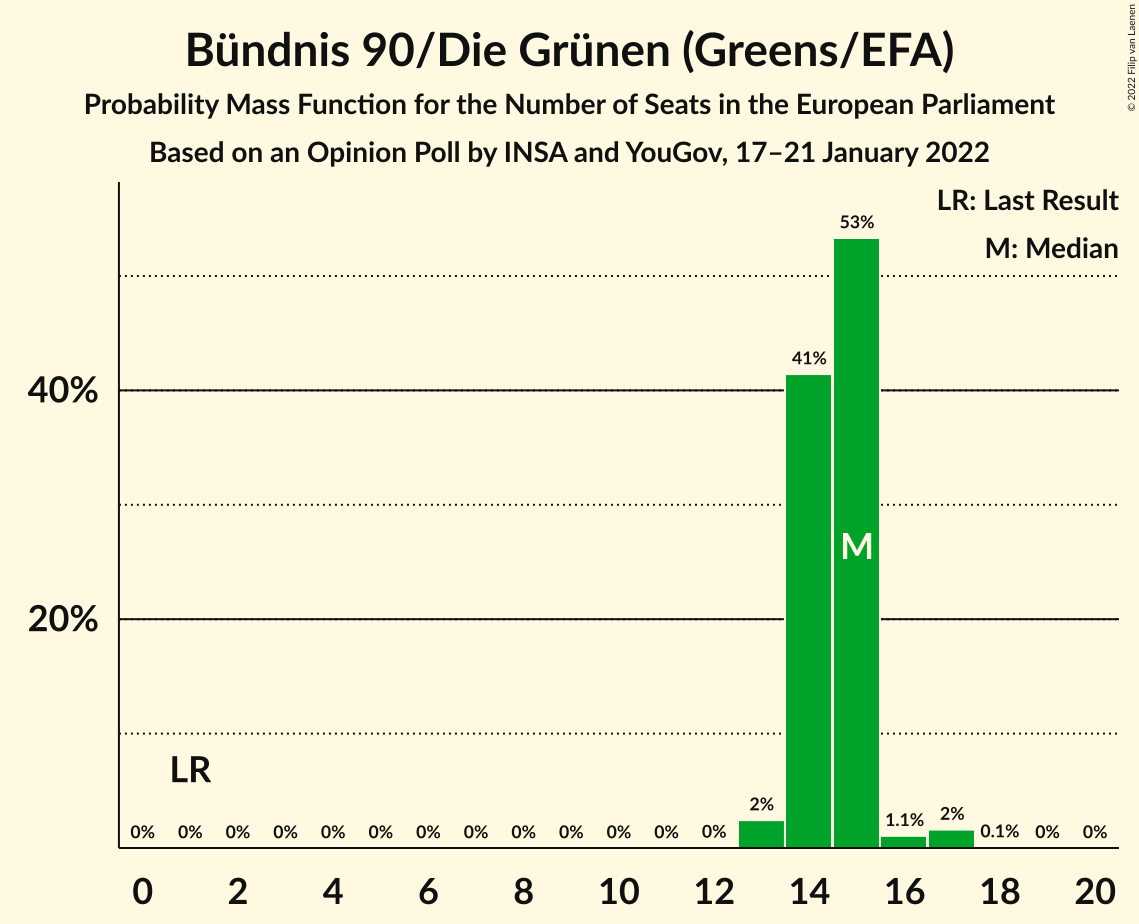 Bündnis 90/Die Grünen (Greens/EFA)
Probability Mass Function for the Number of Seats in the European Parliament
Based on an Opinion Poll by INSA and YouGov, 17–21 January 2022
© 2022 Filip van Laenen
LR: Last Result
M: Median
53%
41%
40%
M
20%
LR
0% 0% 0% 0% 0% 0% 0% 0% 0% 0% 0% 0% 0% 2% 1.1% 2% 0.1% 0% 0%
0 2 4 6 8 10 12 14 16 18 20